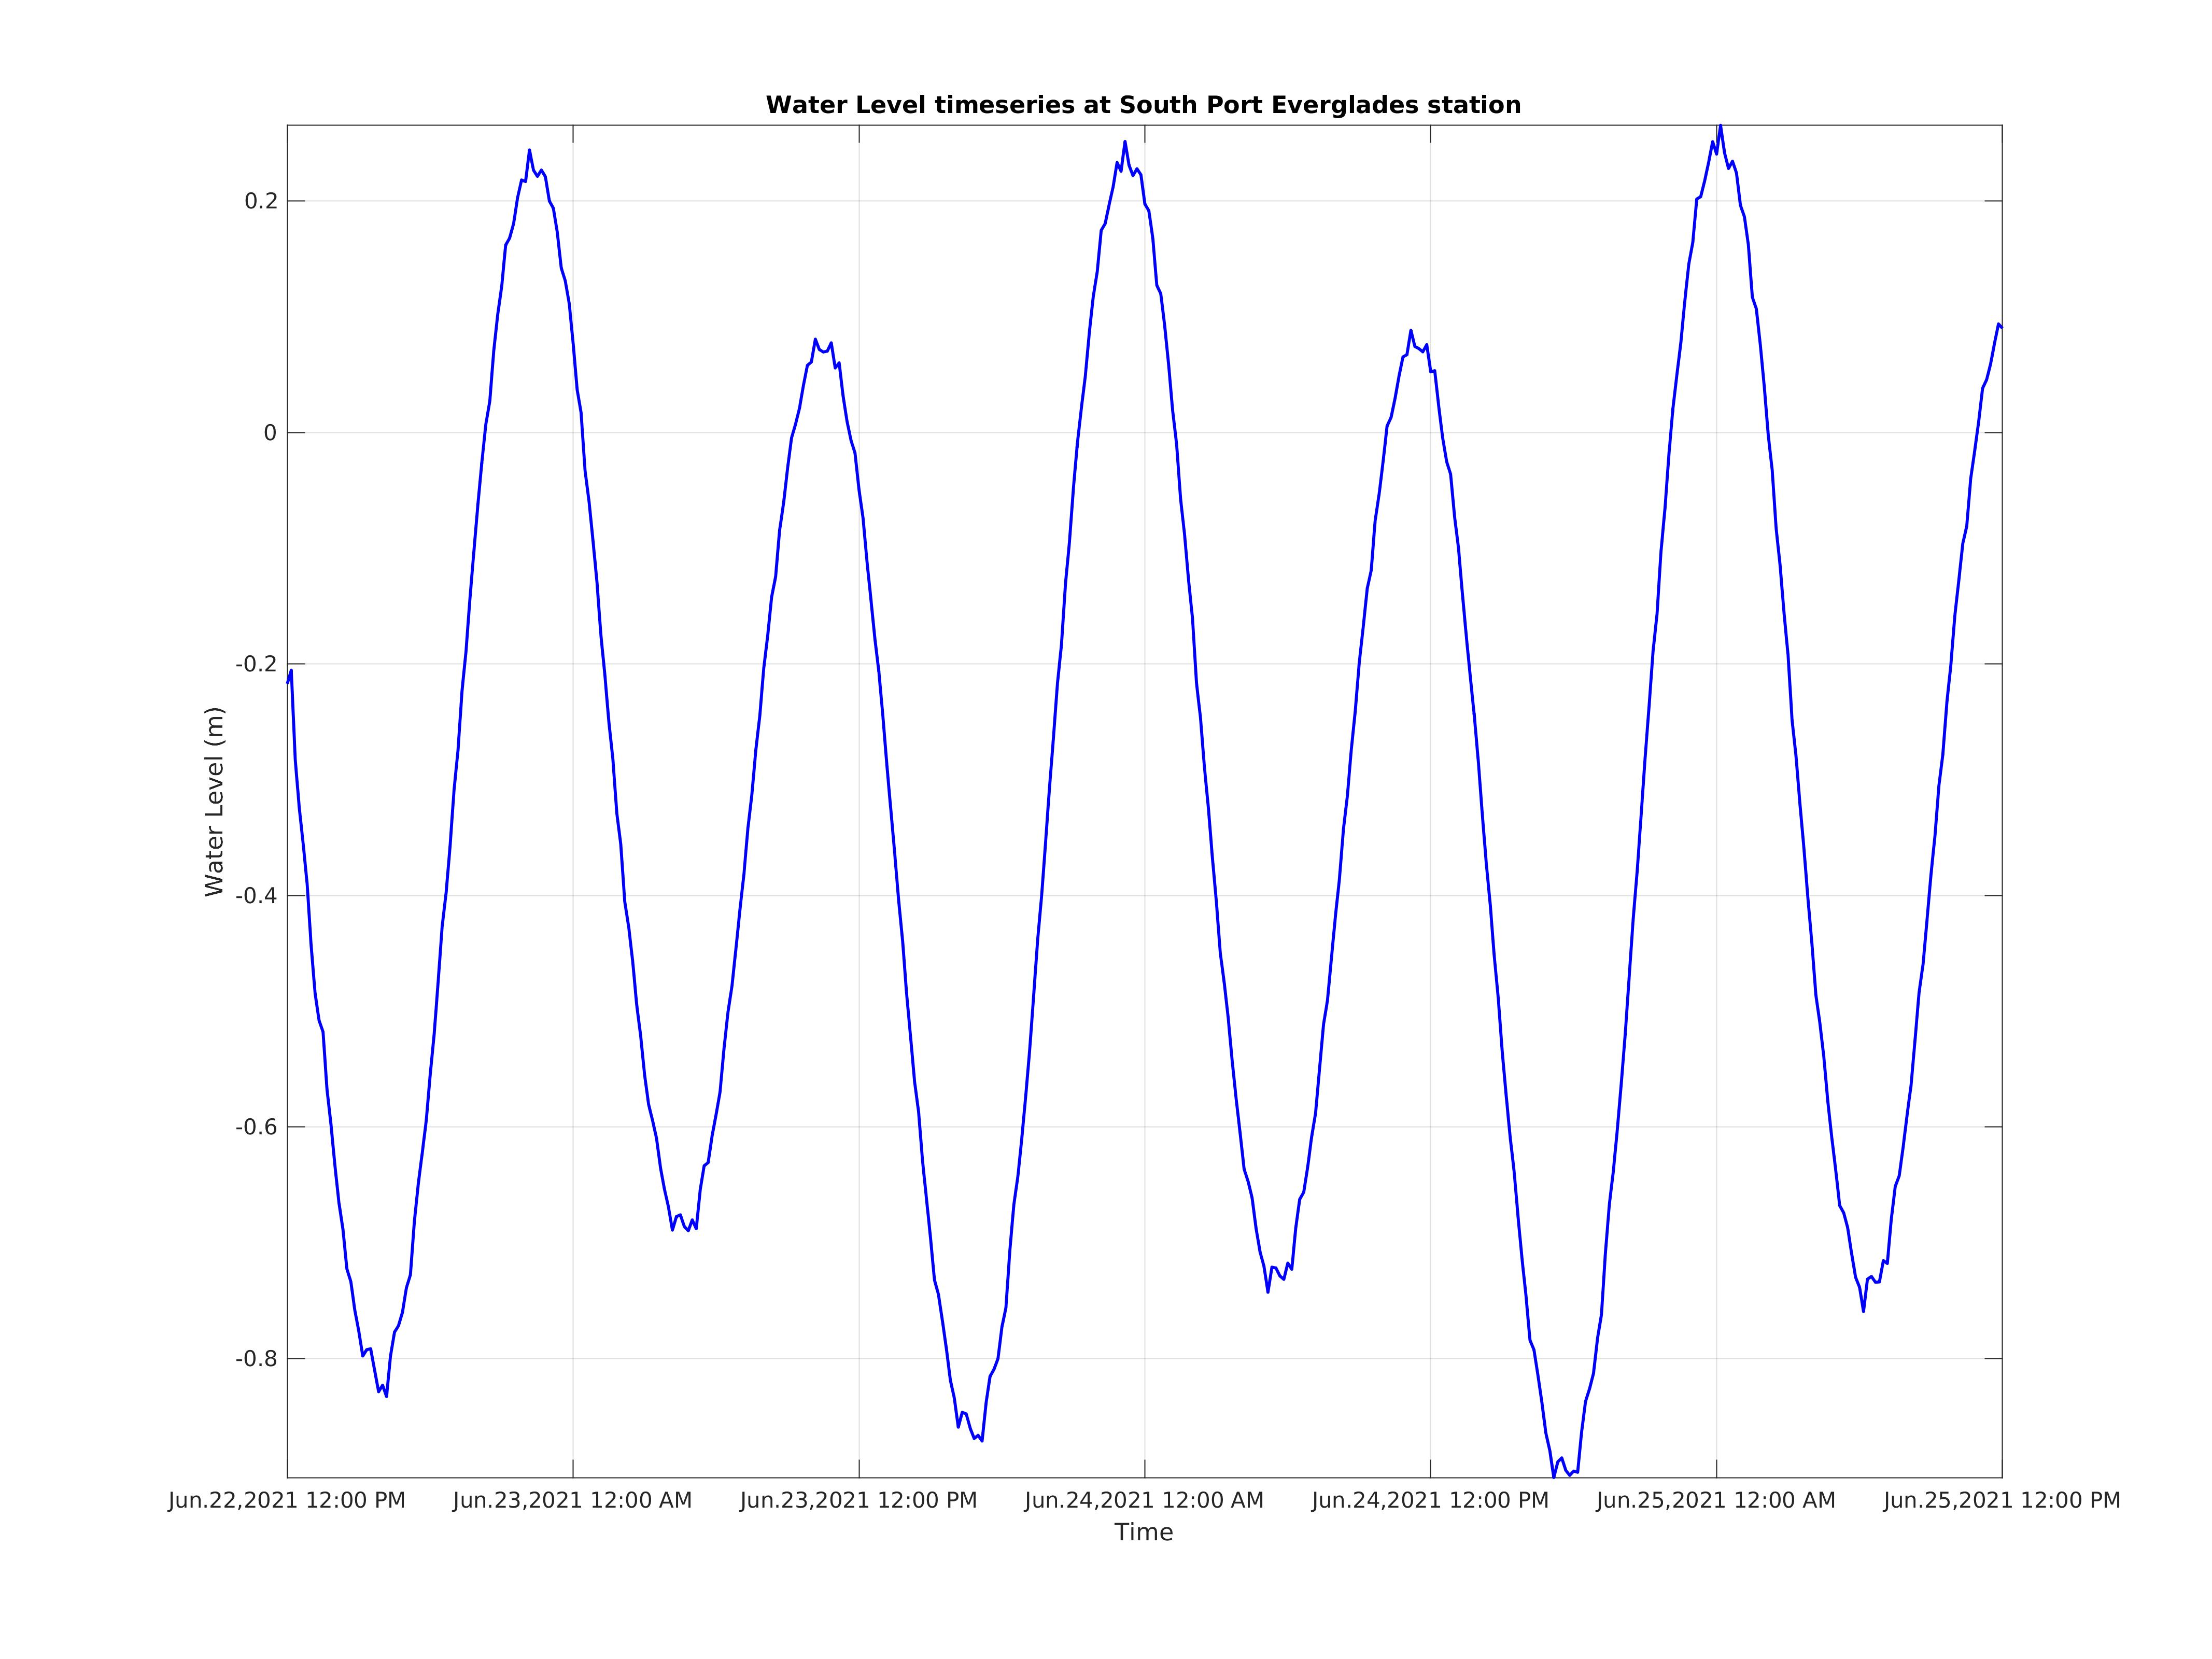 Water Level timeseries at South Port Everglades station
0.2
0
-0.2
-0.4
-0.6
-0.8
Water Level (m)
Jun.22,2021 12:00 PM
Jun.23,2021 12:00 AM
Jun.23,2021 12:00 PM
Jun.24,2021 12:00 AM
Jun.24,2021 12:00 PM
Jun.25,2021 12:00 AM
Jun.25,2021 12:00 PM
Time